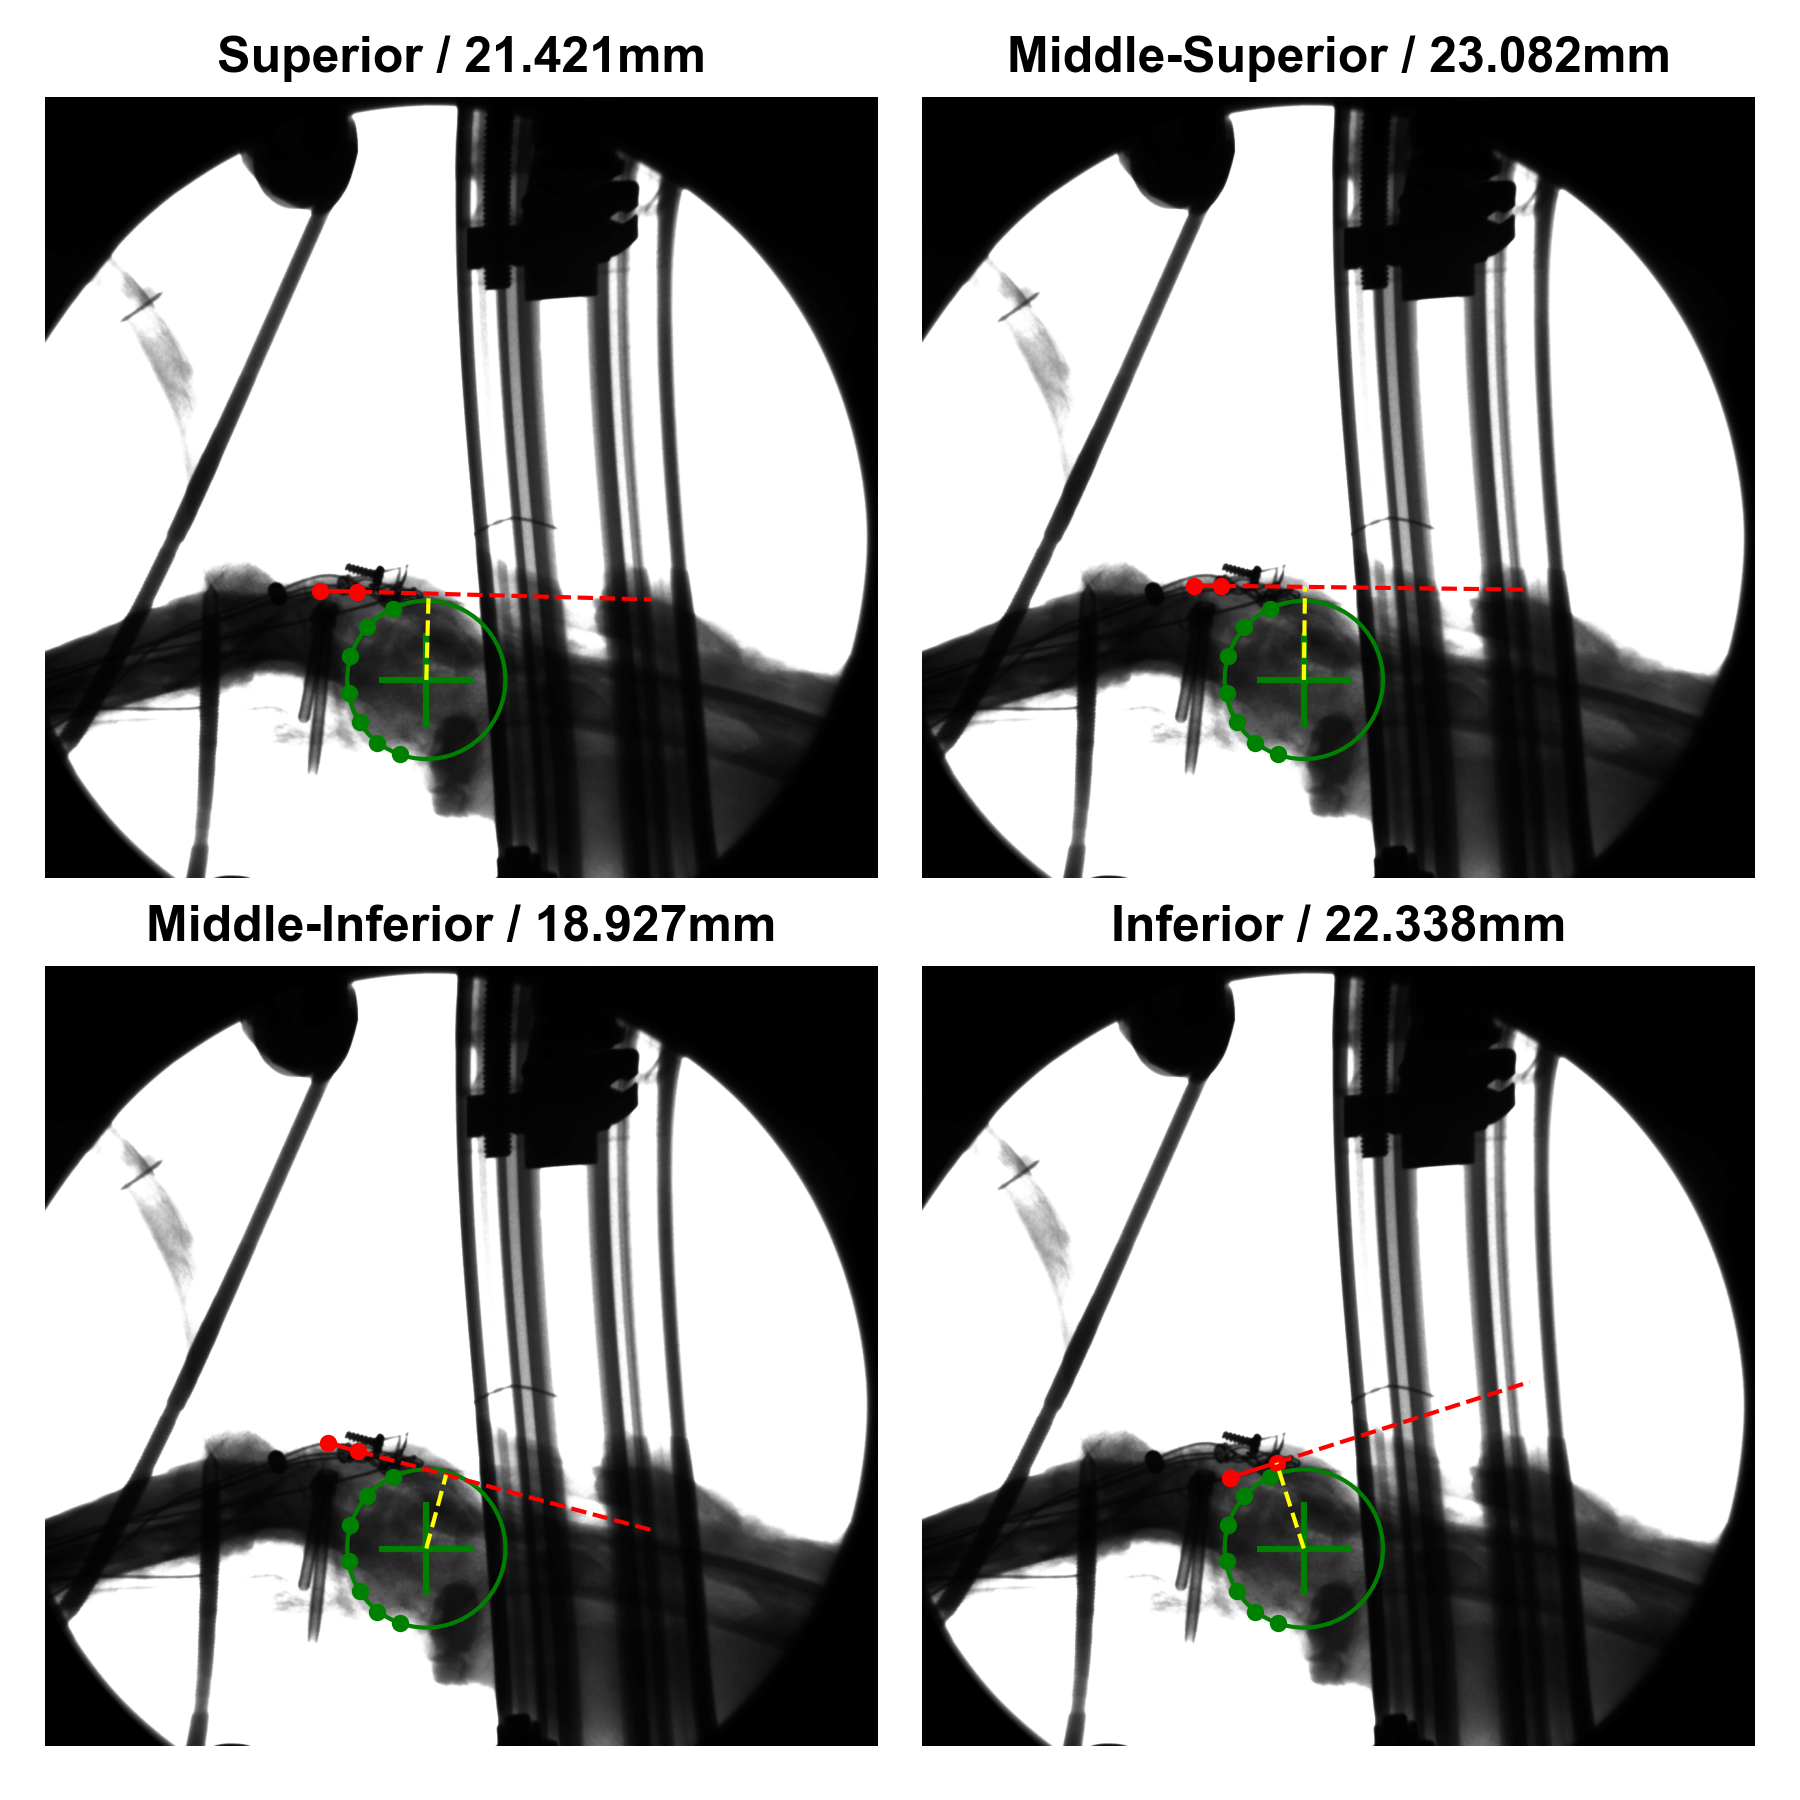 Superior / 21.421mm
Middle-Superior / 23.082mm
Middle-Inferior / 18.927mm
Inferior / 22.338mm